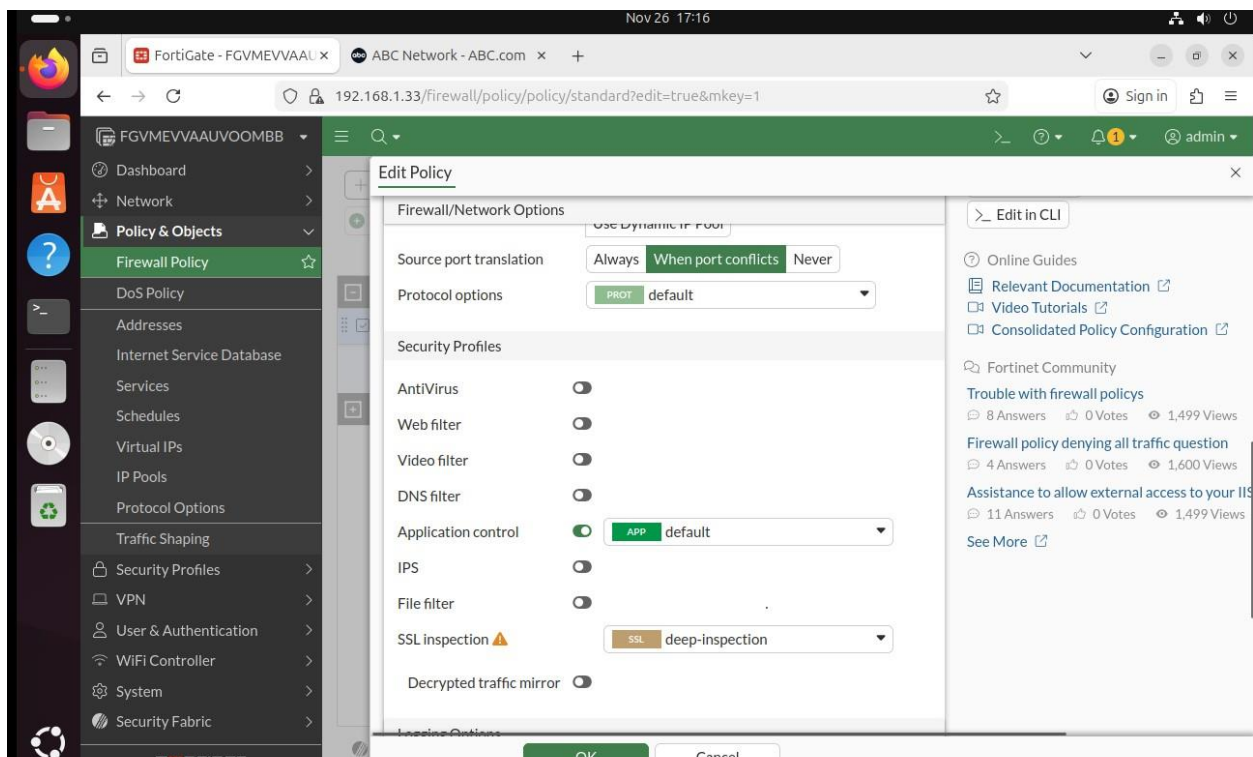 Nov 26 17:16
FortiGate - FGVMEVVAAU
abc
ABC Network - ABC.com
192.168.1.33/firewall/policy/policy/standard?edit=true&mkey=1
Sign in
FGVMEVVAAUVOOMBB
1
admin
Dashboard
Network
Policy & Objects
Firewall Policy
DoS Policy
Addresses
Internet Service Database
Services
Schedules
Virtual IPs
IP Pools
Protocol Options
Traffic Shaping
Security Profiles
VPN
User & Authentication
WiFi Controller
System
Security Fabric
Edit Policy
Firewall/Network Options
Use Dynamic IP Pool
Source port translation Always When port conflicts Never
Protocol options PROT default
Security Profiles
AntiVirus
Web filter
Video filter
DNS filter
Application control APP default
IPS
File filter
SSL inspection SSL deep-inspection
Decrypted traffic mirror
Logging Options
OK Cancel
>_ Edit in CLI
Online Guides
Relevant Documentation
Video Tutorials
Consolidated Policy Configuration
Fortinet Community
Trouble with firewall policys
8 Answers 0 Votes 1,499 Views
Firewall policy denying all traffic question
4 Answers 0 Votes 1,600 Views
Assistance to allow external access to your IIS
11 Answers 0 Votes 1,499 Views
See More